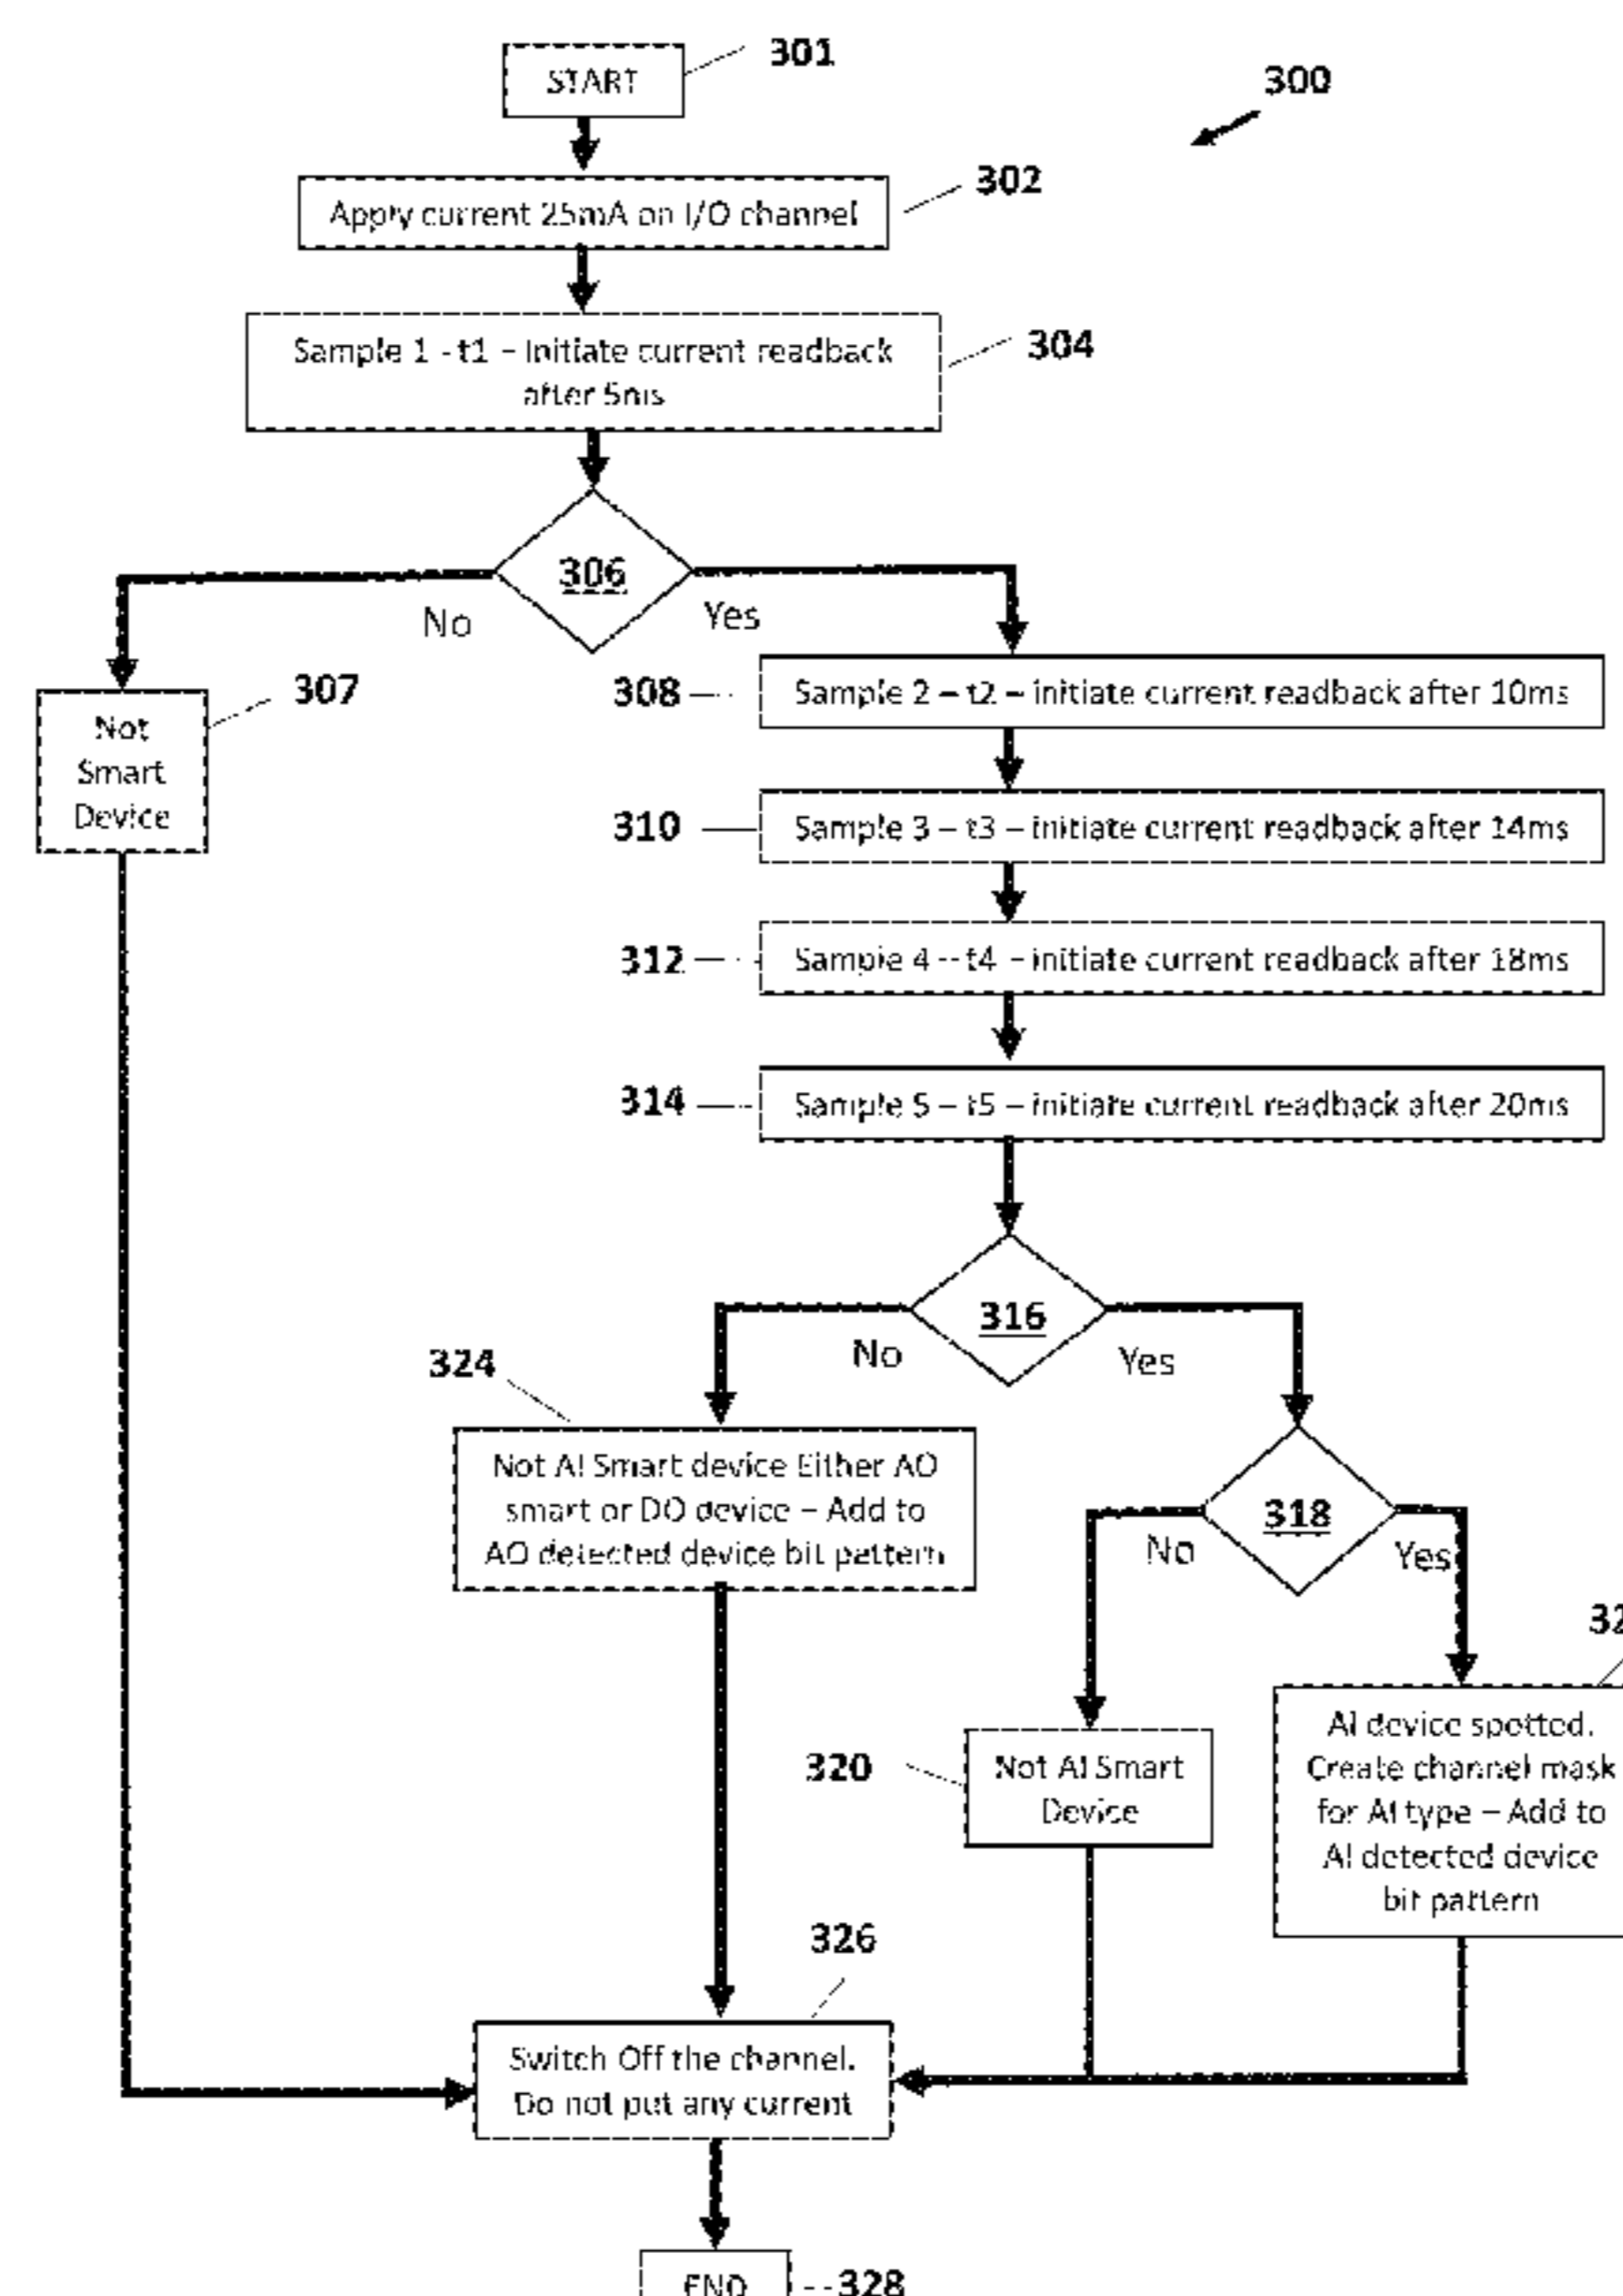 301
START
300
302
Apply current 25mA on I/O channel
304
Sample 1 - t1 – Initiate current readback
after 5ms
306
No
Yes
307
Not
Smart
Device
308
Sample 2 – t2 – initiate current readback after 10ms
310
Sample 3 – t3 – initiate current readback after 14ms
312
Sample 4 – t4 – initiate current readback after 18ms
314
Sample 5 – t5 – initiate current readback after 20ms
316
No
Yes
324
Not AI Smart device Either AO
smart or DO device – Add to
AO detected device bit pattern
318
No
Yes
320
Not AI Smart
Device
AI device spotted.
Create channel mask
for AI type – Add to
AI detected device
bit pattern
326
Switch Off the channel.
Do not put any current
END
328